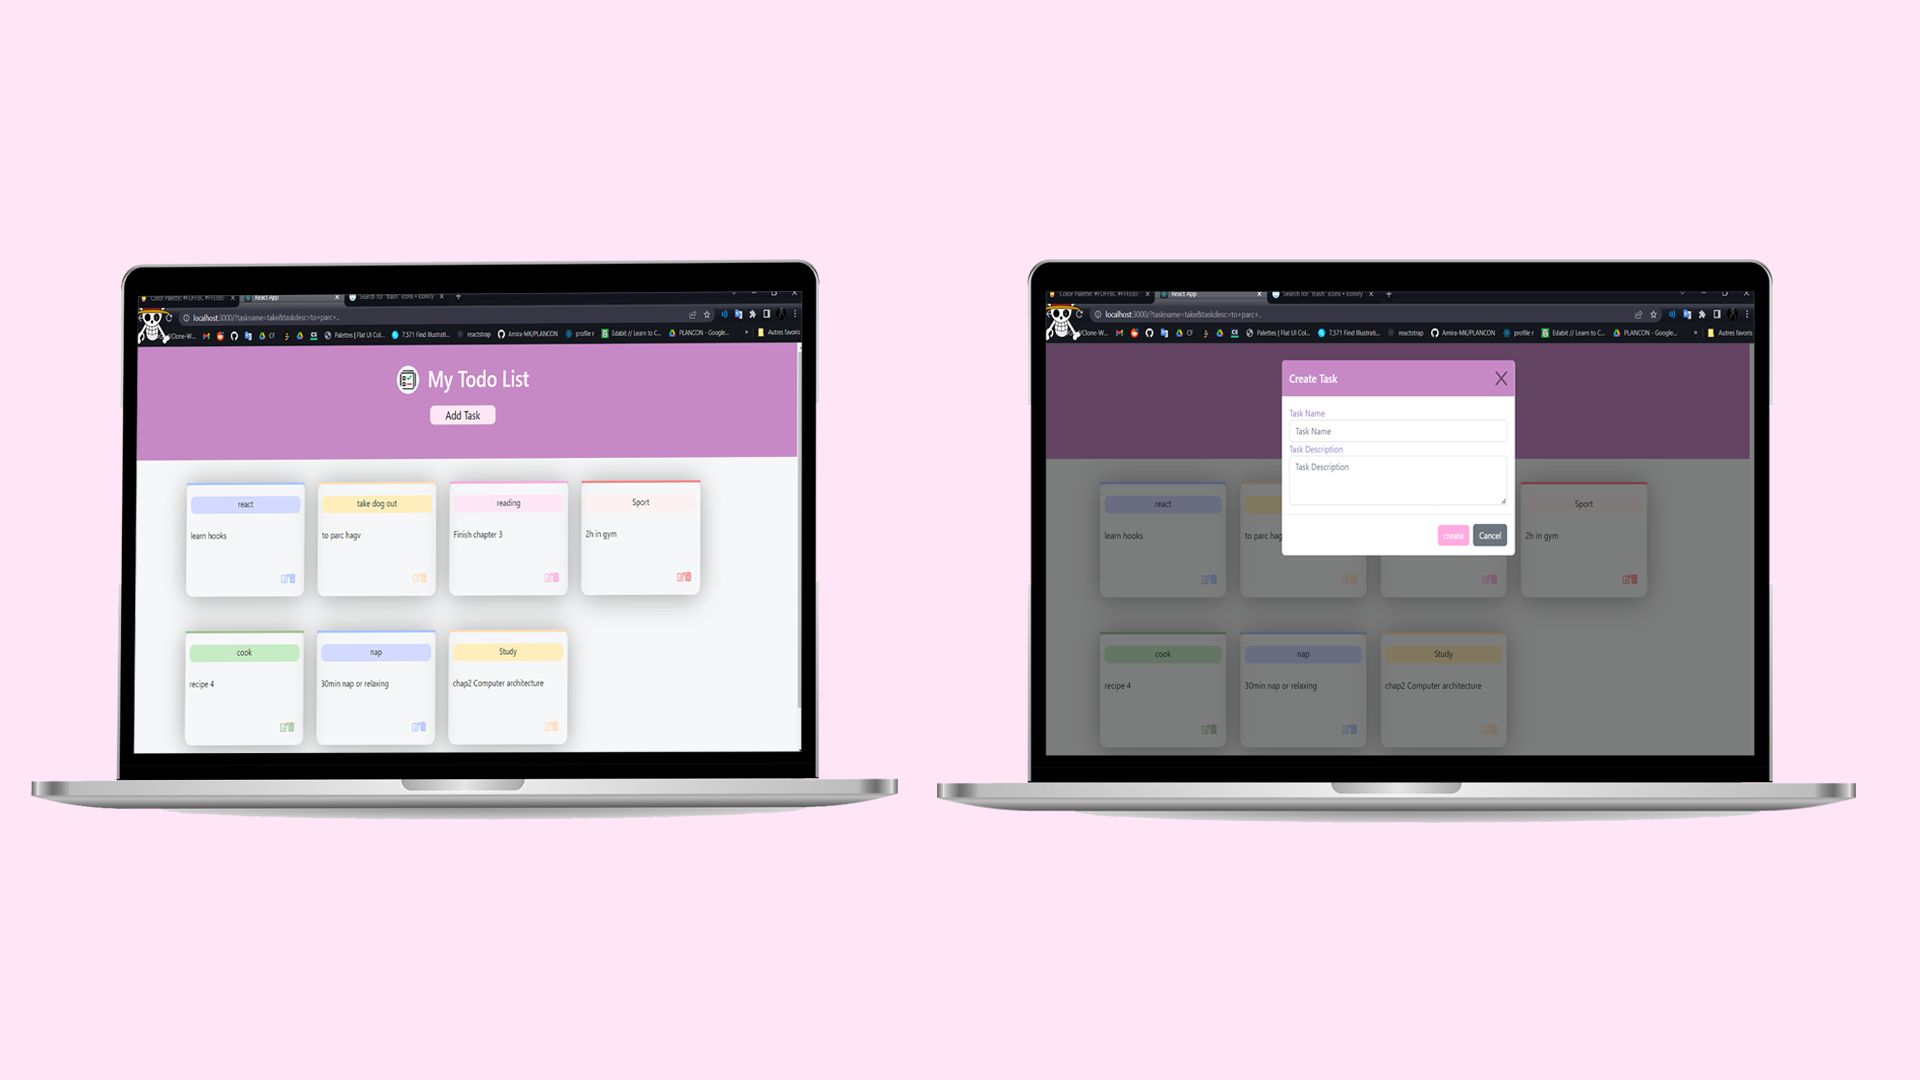 Color Palette: #FDFFBC #FFEEBB
React App
Search for "trash" icons • Iconify
localhost:3000/?taskname=take&taskdesc=to+parc+..
/Clone-W...
CF
Palettes | Flat UI Col...
7,571 Find Illustrati...
reactstrap
Amira-MK/PLANCON
profile r
Edabit // Learn to C...
PLANCON - Google...
»
Autres favoris
My Todo List
Add Task
react
take dog out
reading
Sport
learn hooks
to parc hagv
Finish chapter 3
2h in gym
cook
nap
Study
recipe 4
30min nap or relaxing
chap2 Computer architecture
Color Palette: #FDFFBC #FFEEBB
React App
Search for "trash" icons • Iconify
localhost:3000/?taskname=take&taskdesc=to+parc+..
/Clone-W...
CF
Palettes | Flat UI Col...
7,571 Find Illustrati...
reactstrap
Amira-MK/PLANCON
profile r
Edabit // Learn to C...
PLANCON - Google...
»
Autres favoris
Create Task
Task Name
Task Name
Task Description
Task Description
create
Cancel
react
Sport
learn hooks
to parc hag
2h in gym
cook
nap
Study
recipe 4
30min nap or relaxing
chap2 Computer architecture